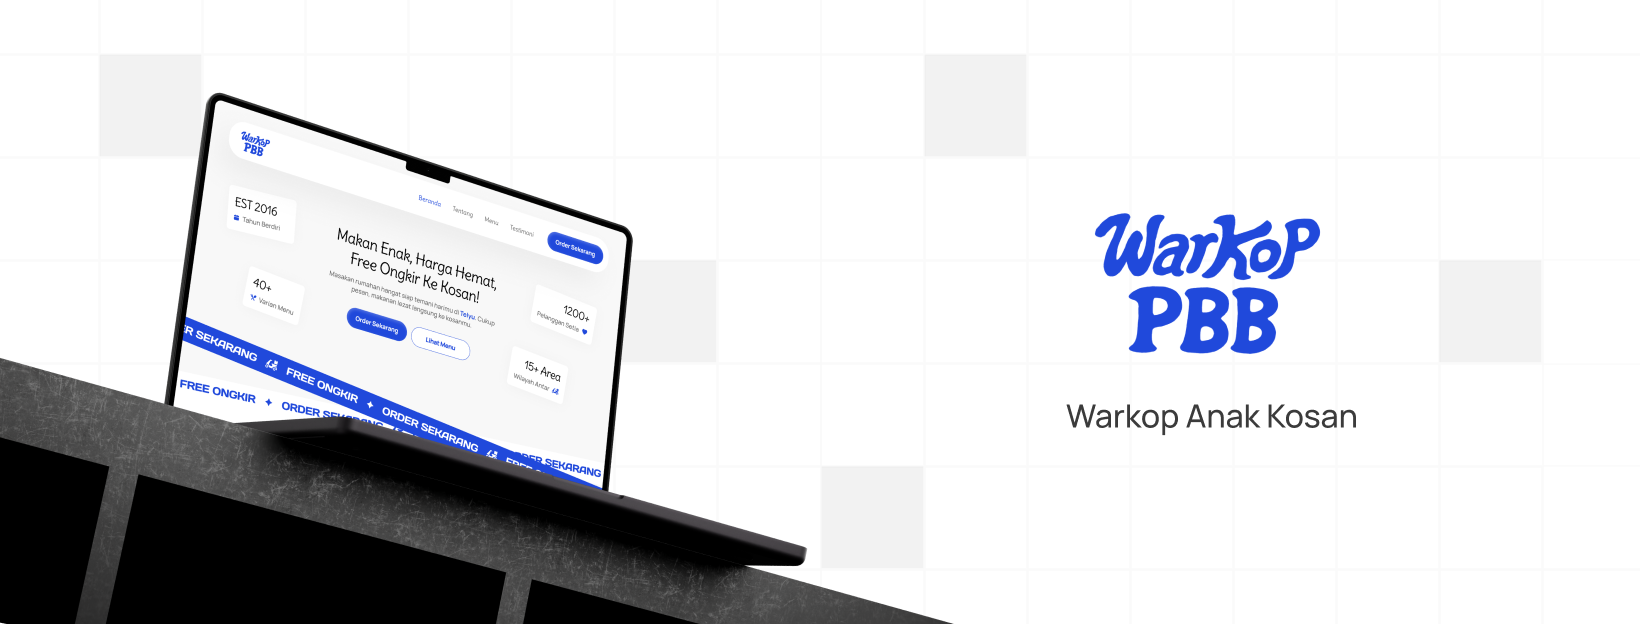 Warkop
PBB
Beranda
Tentang
Menu
Testimoni
Order Sekarang
EST 2016
Tahun Berdiri
40+
Varian Menu
Makan Enak, Harga Hemat,
Free Ongkir Ke Kosan!
Masakan rumahan hangat siap temani harimu di Telyu. Cukup
pesan, makanan lezat langsung ke kosanmu.
Order Sekarang
Lihat Menu
1200+
Pelanggan Setia
15+ Area
Wilayah Antar
ER SEKARANG FREE ONGKIR ORDER SEKARANG FREE
FREE ONGKIR ORDER SEKARANG ORDER SEKARANG
Warkop
PBB
Warkop Anak Kosan